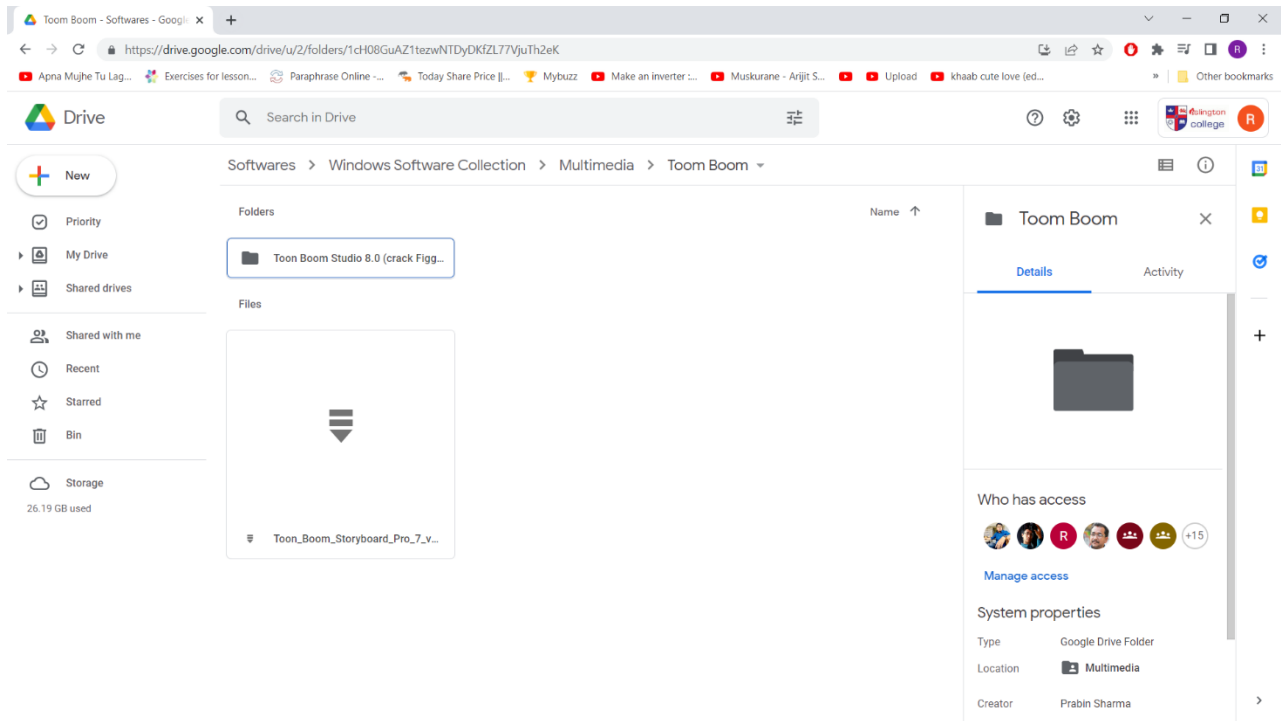 Toom Boom - Softwares - Googl
https://drive.google.com/drive/u/2/folders/1cH08GuAZ1tezwNTDyDKfZL77VjuTh2eK
Apna Mujhe Tu Lag... Exercises for lesson... Paraphrase Online -... Today Share Price ||... Mybuzz Make an inverter :... Muskurane - Arijit S... Upload khaab cute love (ed... » Other bookmarks
Drive Search in Drive Islington college R
New Softwares > Windows Software Collection > Multimedia > Toom Boom
Priority Folders Name Toom Boom
My Drive Toon Boom Studio 8.0 (crack Figg...
Details Activity
Shared drives
Files
Shared with me
Recent
Starred
Bin
Storage
26.19 GB used
Toon_Boom_Storyboard_Pro_7_v...
Who has access
R +15
Manage access
System properties
Type Google Drive Folder
Location Multimedia
Creator Prabin Sharma